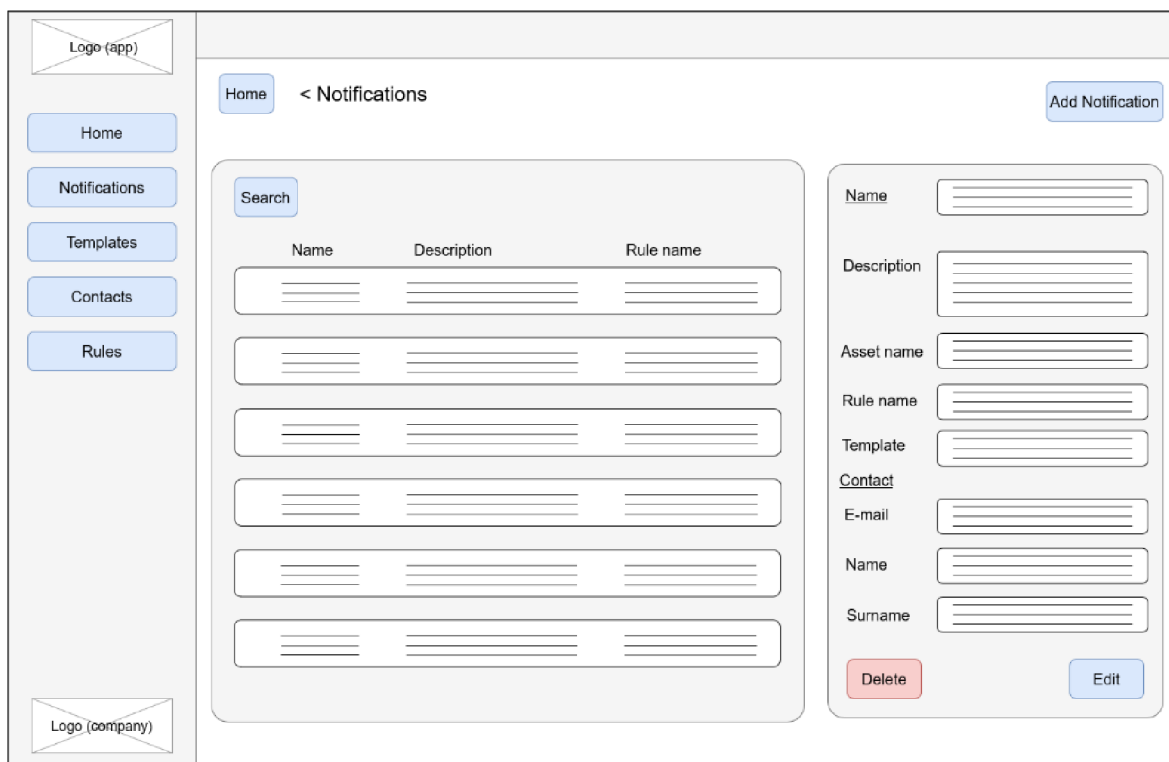 Logo (app)
Home
Notifications
Templates
Contacts
Rules
Logo (company)
Home < Notifications
Add Notification
Search
Name Description Rule name
Name
Description
Asset name
Rule name
Template
Contact
E-mail
Name
Surname
Delete Edit